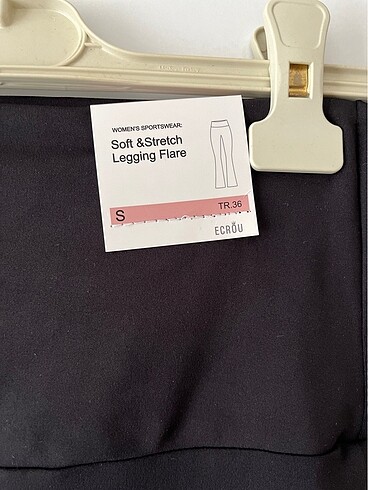 WOMEN'S SPORTSWEAR:
Soft &Stretch
Legging Flare
S TR.36
ECRÖU